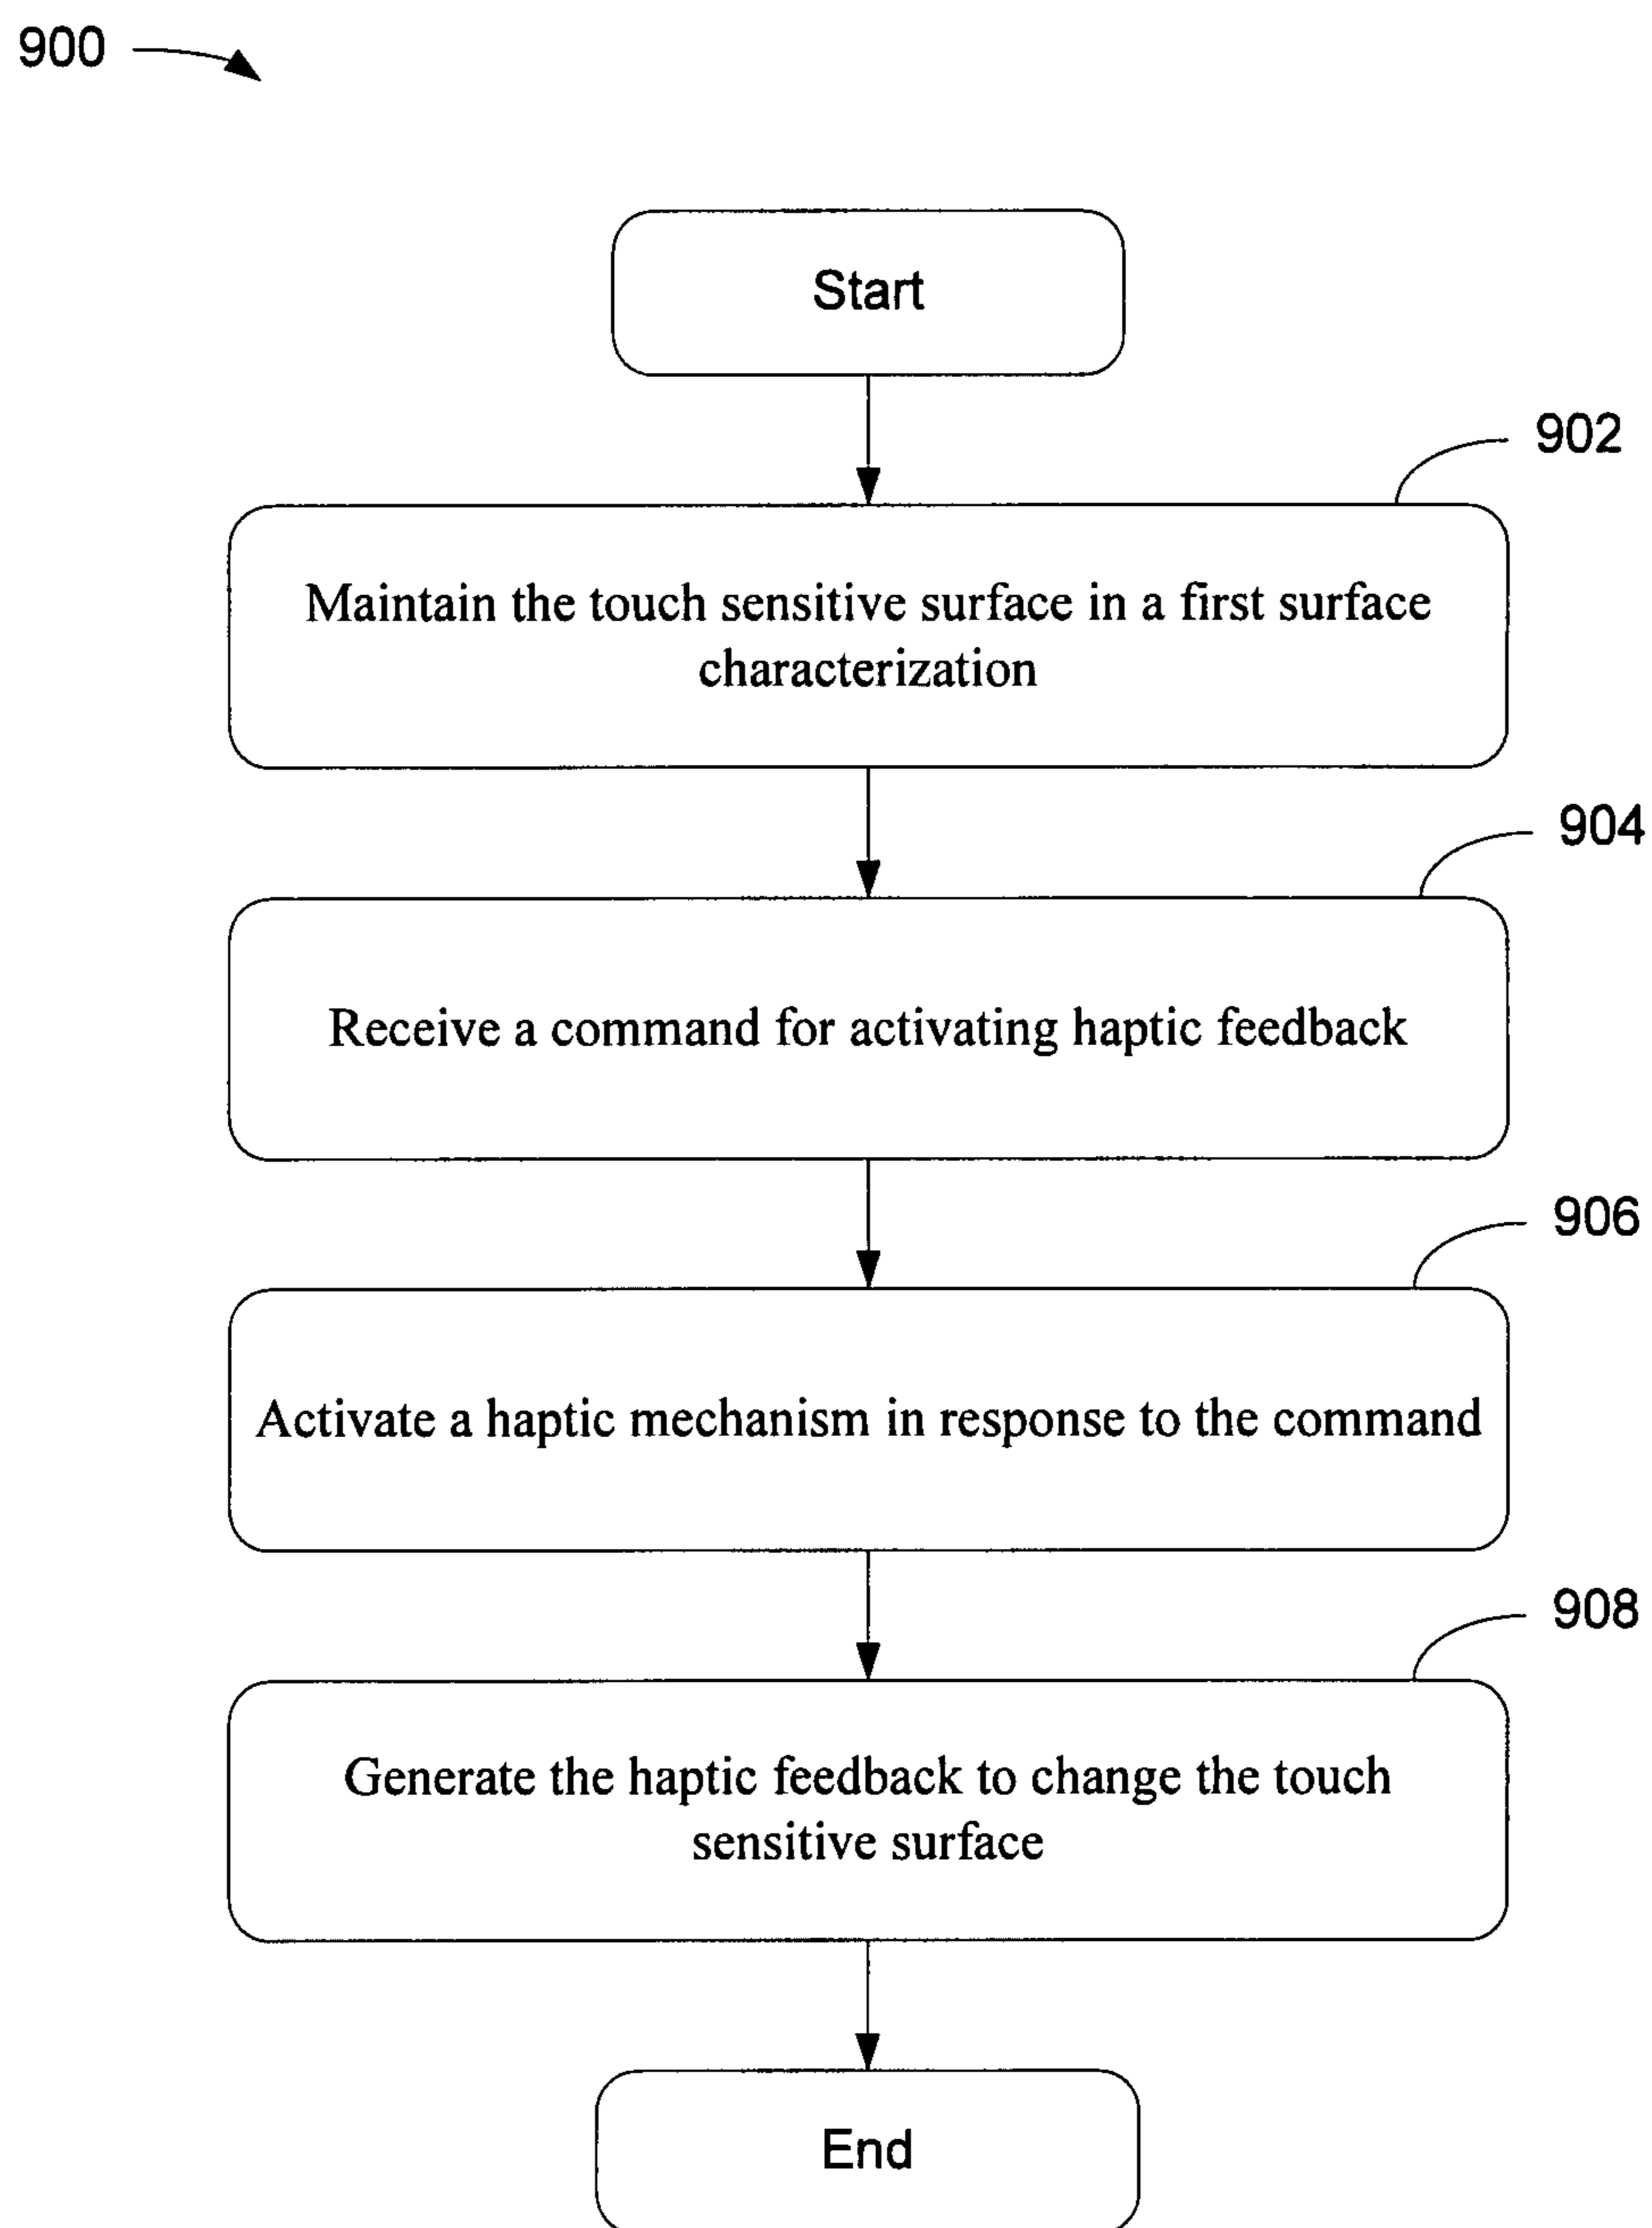 900
Start
902
Maintain the touch sensitive surface in a first surface
characterization
904
Receive a command for activating haptic feedback
906
Activate a haptic mechanism in response to the command
908
Generate the haptic feedback to change the touch
sensitive surface
End